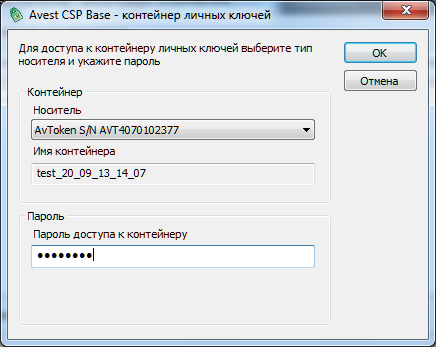 Avest CSP Base - контейнер личных ключей
Для доступа к контейнеру личных ключей выберите тип
носителя и укажите пароль
OK
Отмена
Контейнер
Носитель
AvToken S/N AVT4070102377
Имя контейнера
test_20_09_13_14_07
Пароль
Пароль доступа к контейнеру
●●●●●●●●